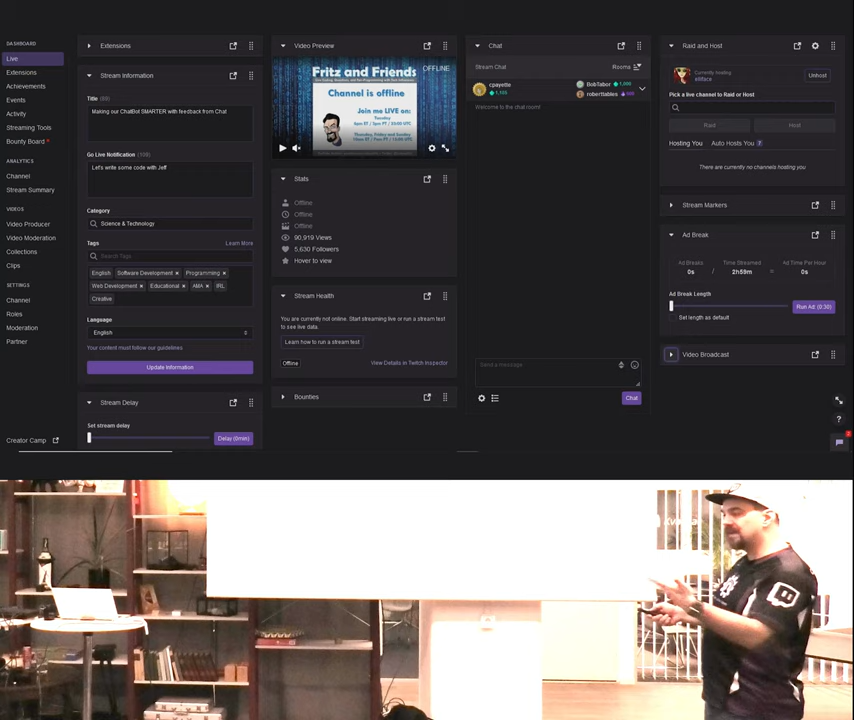 DASHBOARD
Live
Extensions
Achievements
Events
Activity
Streaming Tools
Bounty Board
ANALYTICS
Channel
Stream Summary
VIDEOS
Video Producer
Video Moderation
Collections
Clips
SETTINGS
Channel
Roles
Moderation
Partner
Creator Camp
Extensions
Stream Information
Title (99)
Making our ChatBot SMARTER with feedback from Chat
Go Live Notification (108)
Let's write some code with Jeff
Category
Science & Technology
Tags
Learn More
Search Tags
English Software Development × Programming ×
Web Development × Educational × AMA × IRL
Creative
Language
English
Your content must follow our guidelines
Update Information
Stream Delay
Set stream delay
Delay (0min)
Video Preview
Fritz and Friends
OFFLINE
Channel is offline
Join me LIVE on:
Tuesday
Stats
Offline
Offline
Offline
90,919 Views
5,630 Followers
Hover to view
Stream Health
You are currently not online. Start streaming live or run a stream test
to see live data.
Learn how to run a stream test
Offline
View Details in Twitch Inspector
Bounties
Chat
Stream Chat
Rooms
cpayette
BobTabor
roberttables
Welcome to the chat room!
Send a message
Chat
Raid and Host
Currently hosting
Unhost
Pick a live channel to Raid or Host
Raid
Host
Hosting You
Auto Hosts You 7
There are currently no channels hosting you
Stream Markers
Ad Break
Ad Breaks
Time Streamed
Ad Time Per Hour
0s / 2h59m = 0s
Ad Break Length
Run Ad: (0:30)
Set length as default
Video Broadcast
?